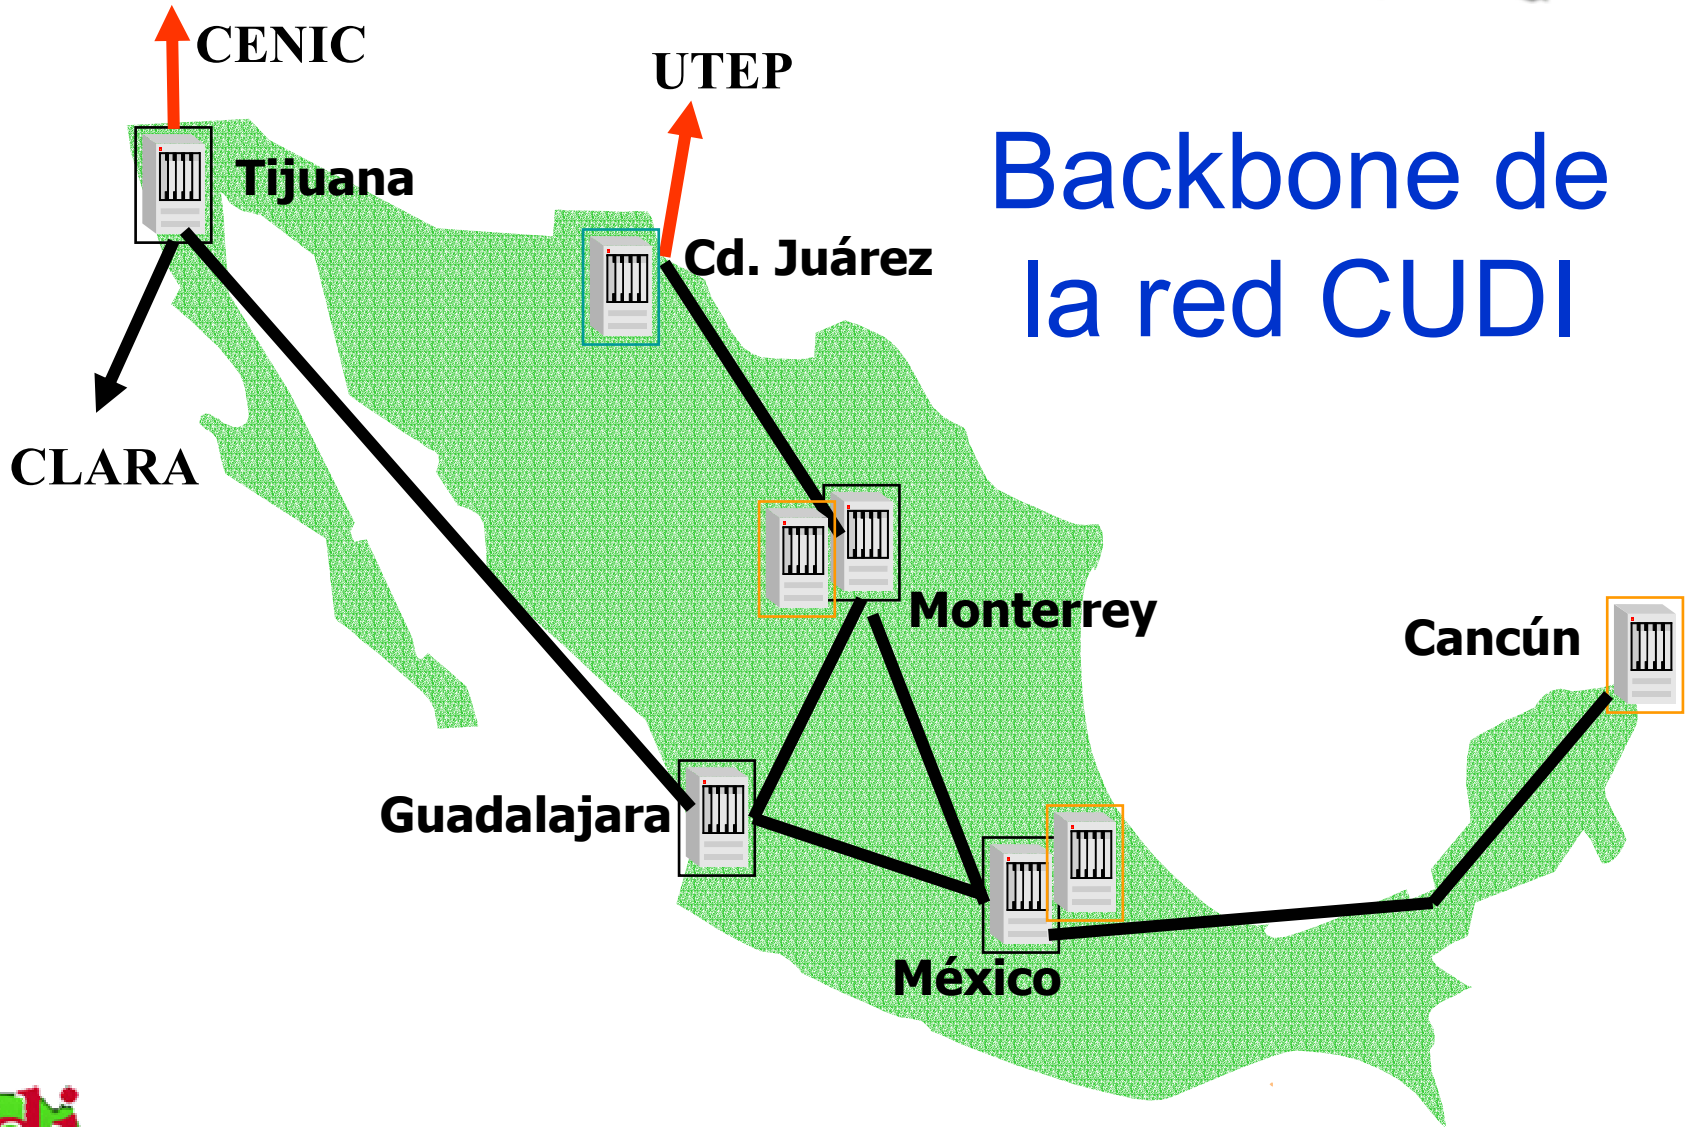 CENIC
UTEP
Backbone de
la red CUDI
Tijuana
Cd. Juárez
CLARA
Monterrey
Cancún
Guadalajara
México